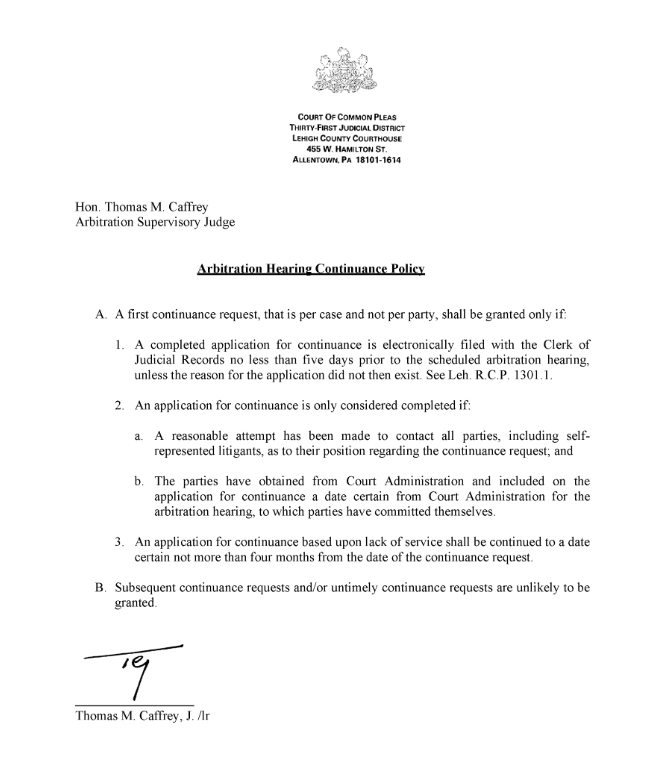 COURT OF COMMON PLEAS
THIRTY-FIRST JUDICIAL DISTRICT
LEHIGH COUNTY COURTHOUSE
455 W. HAMILTON ST.
ALLENTOWN, PA 18101-1614
Hon. Thomas M. Caffrey
Arbitration Supervisory Judge
Arbitration Hearing Continuance Policy
A. A first continuance request, that is per case and not per party, shall be granted only if:
1. A completed application for continuance is electronically filed with the Clerk of
Judicial Records no less than five days prior to the scheduled arbitration hearing,
unless the reason for the application did not then exist. See Leh. R.C.P. 1301.1.
2. An application for continuance is only considered completed if:
a. A reasonable attempt has been made to contact all parties, including self-
represented litigants, as to their position regarding the continuance request; and
b. The parties have obtained from Court Administration and included on the
application for continuance a date certain from Court Administration for the
arbitration hearing, to which parties have committed themselves.
3. An application for continuance based upon lack of service shall be continued to a date
certain not more than four months from the date of the continuance request.
B. Subsequent continuance requests and/or untimely continuance requests are unlikely to be
granted.
Thomas M. Caffrey, J. /lr